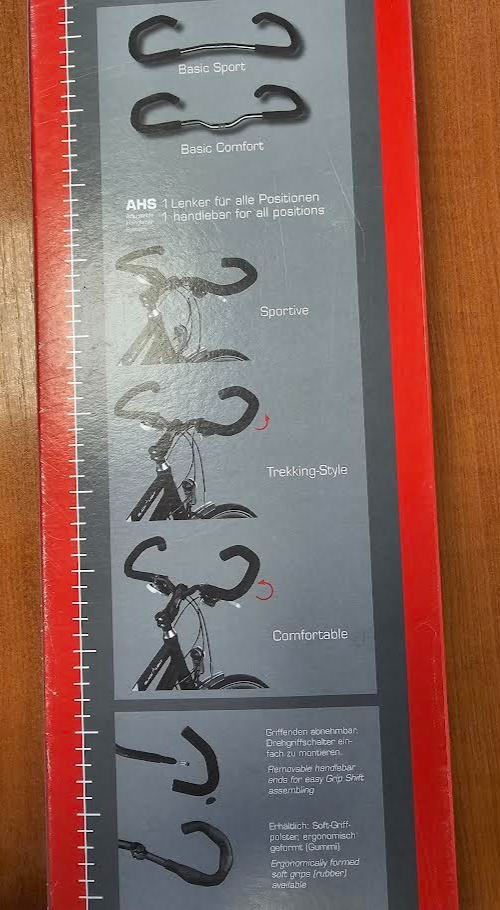 Basic Sport
Basic Comfort
AHS 1 Lenker für alle Positionen
1 handlebar for all positions
Sportive
Trekking-Style
Comfortable
Griffenden abnehmbar:
Drehgriffschalter ein-
fach zu montieren.
Removable handlebar
ends for easy Grip Shift
assembling
Erhältlich: Soft-Griff-
polster, ergonomisch
geformt (Gummi)
Ergonomically formed
soft grips (rubber)
available